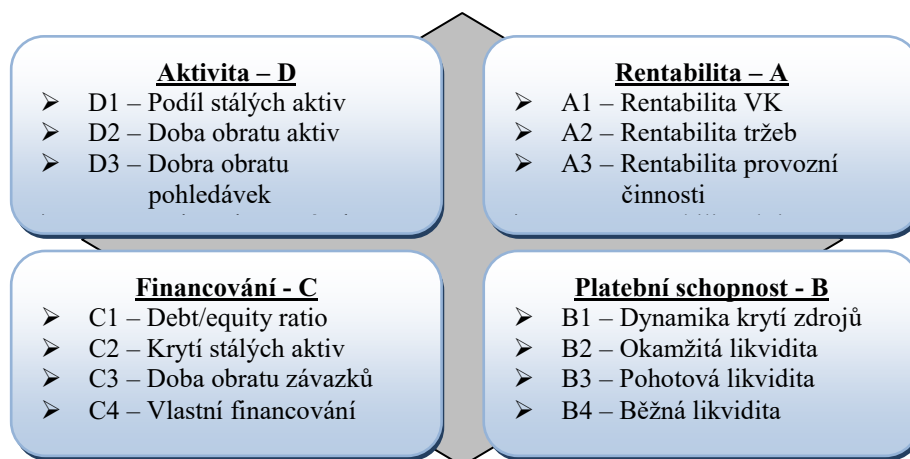 Aktivita – D
➢ D1 – Podíl stálých aktiv
➢ D2 – Doba obratu aktiv
➢ D3 – Dobra obratu
pohledávek
Rentabilita – A
➢ A1 – Rentabilita VK
➢ A2 – Rentabilita tržeb
➢ A3 – Rentabilita provozní
činnosti
Financování - C
➢ C1 – Debt/equity ratio
➢ C2 – Krytí stálých aktiv
➢ C3 – Doba obratu závazků
➢ C4 – Vlastní financování
Platební schopnost - B
➢ B1 – Dynamika krytí zdrojů
➢ B2 – Okamžitá likvidita
➢ B3 – Pohotová likvidita
➢ B4 – Běžná likvidita